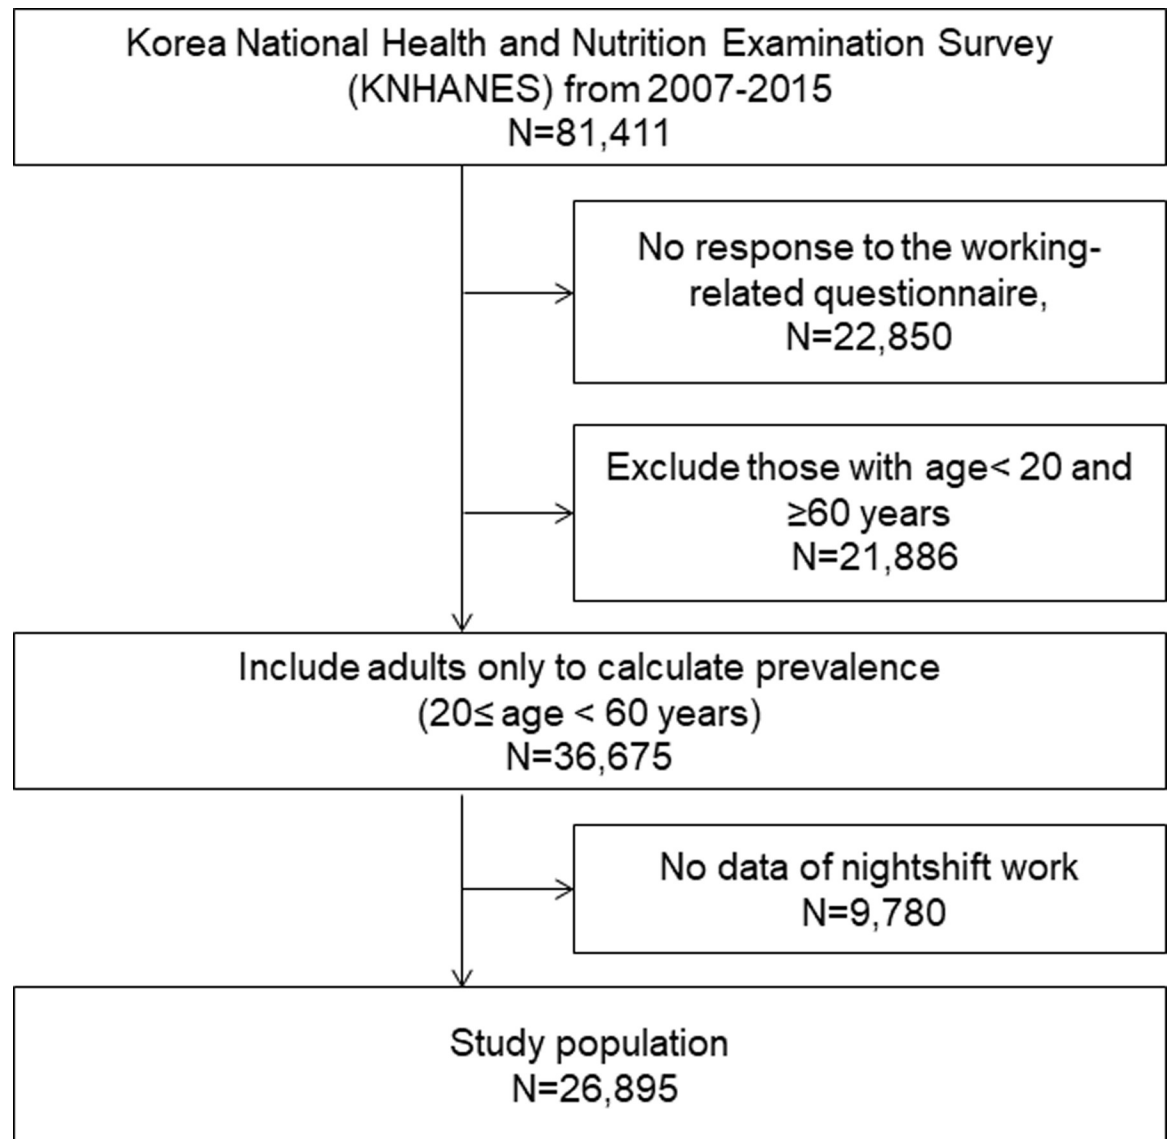 Korea National Health and Nutrition Examination Survey
(KNHANES) from 2007-2015
N=81,411
No response to the working-
related questionnaire,
N=22,850
Exclude those with age< 20 and
≥60 years
N=21,886
Include adults only to calculate prevalence
(20≤ age < 60 years)
N=36,675
No data of nightshift work
N=9,780
Study population
N=26,895